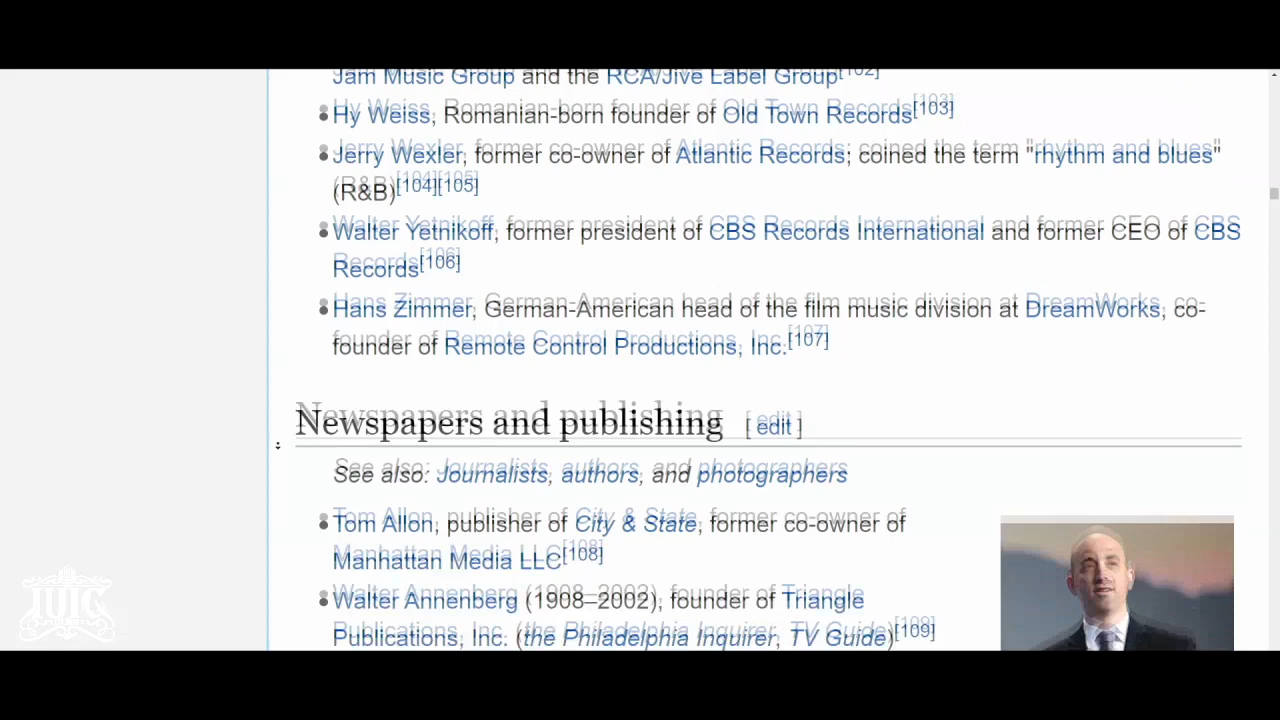 Jam Music Group and the RCA/Jive Label Group[102]
• Hy Weiss, Romanian-born founder of Old Town Records[103]
• Jerry Wexler, former co-owner of Atlantic Records; coined the term "rhythm and blues"
(R&B)[104][105]
• Walter Yetnikoff, former president of CBS Records International and former CEO of CBS
Records[106]
• Hans Zimmer, German-American head of the film music division at DreamWorks, co-
founder of Remote Control Productions, Inc.[107]
Newspapers and publishing [ edit ]
See also: Journalists, authors, and photographers
• Tom Allon, publisher of City & State, former co-owner of
Manhattan Media LLC[108]
• Walter Annenberg (1908–2002), founder of Triangle
Publications, Inc. (the Philadelphia Inquirer, TV Guide)[109]
IUIC